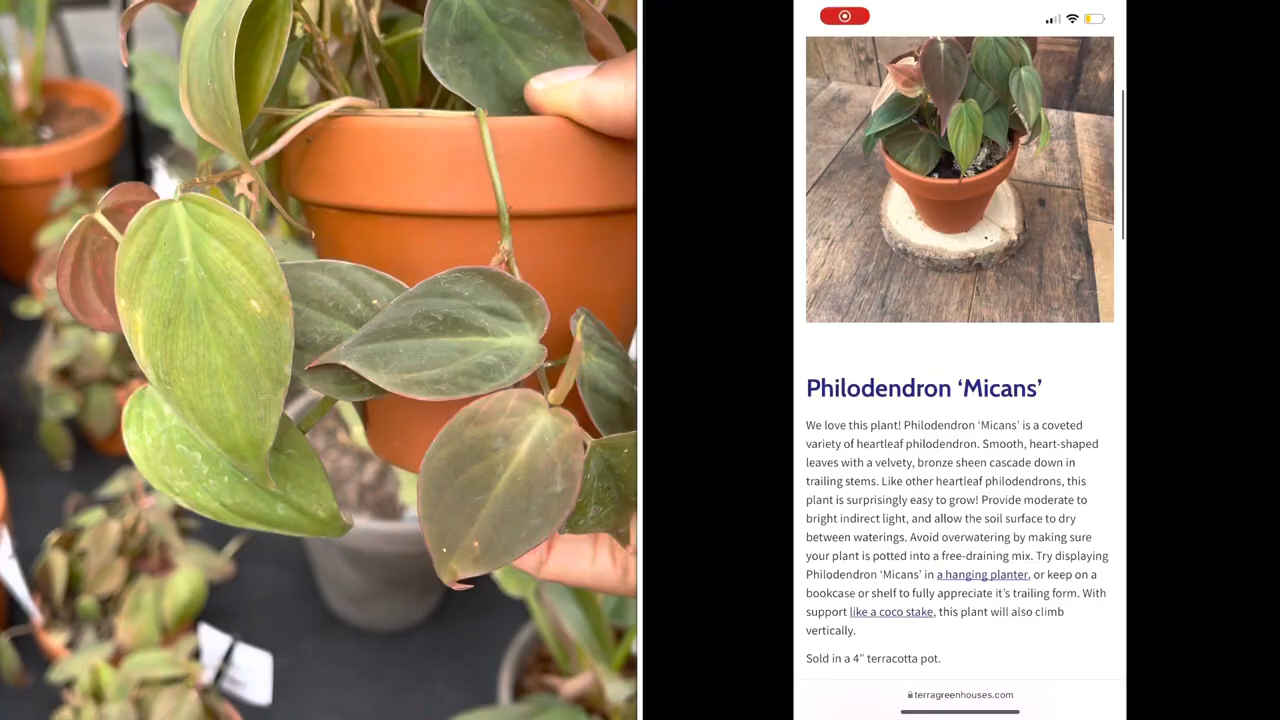 Philodendron ‘Micans’
We love this plant! Philodendron ‘Micans’ is a coveted
variety of heartleaf philodendron. Smooth, heart-shaped
leaves with a velvety, bronze sheen cascade down in
trailing stems. Like other heartleaf philodendrons, this
plant is surprisingly easy to grow! Provide moderate to
bright indirect light, and allow the soil surface to dry
between waterings. Avoid overwatering by making sure
your plant is potted into a free-draining mix. Try displaying
Philodendron ‘Micans’ in a hanging planter, or keep on a
bookcase or shelf to fully appreciate it’s trailing form. With
support like a coco stake, this plant will also climb
vertically.
Sold in a 4" terracotta pot.
terragreenhouses.com